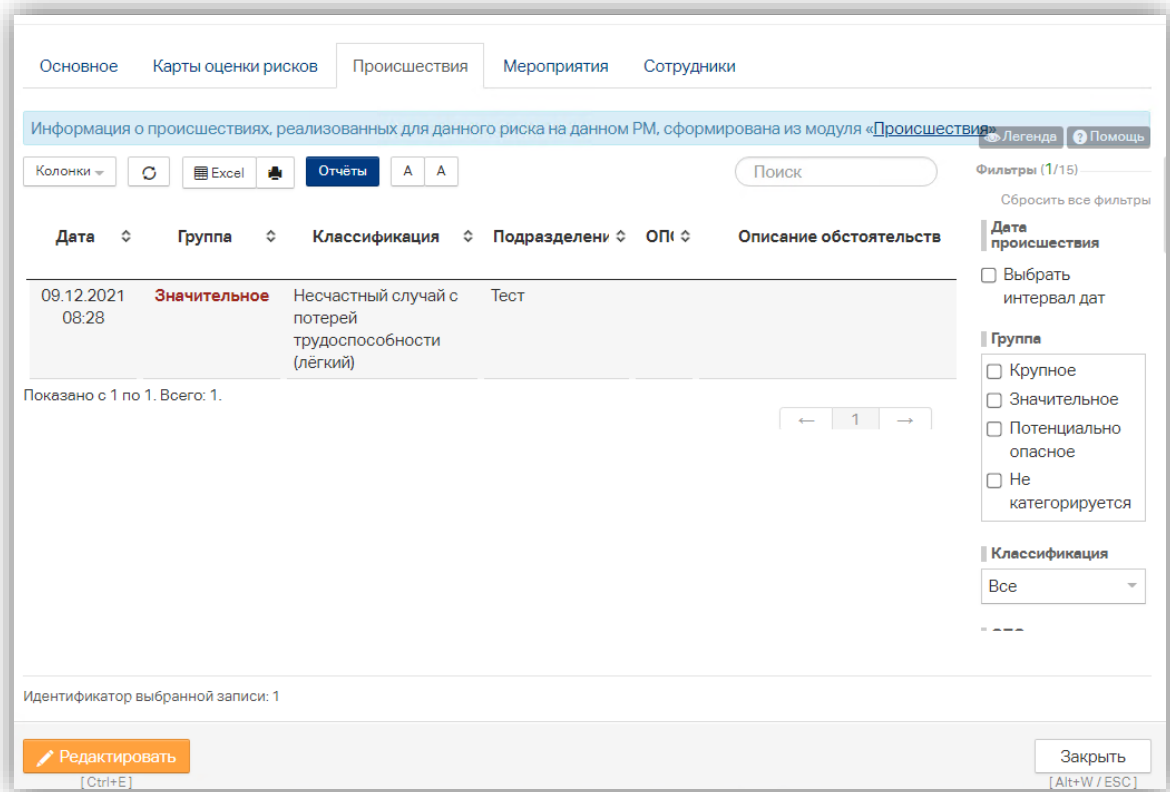 Основное Карты оценки рисков Происшествия Мероприятия Сотрудники
Информация о происшествиях, реализованных для данного риска на данном РМ, сформирована из модуля «Происшествия»
Легенда ? Помощь
Колонки Excel Отчёты А А Поиск
Фильтры (1/15)
Сбросить все фильтры
Дата Группа Классификация Подразделени ОП Описание обстоятельств
09.12.2021 Значительное Несчастный случай с Тест
08:28 потерей
трудоспособности
(лёгкий)
Показано с 1 по 1. Всего: 1.
← 1 →
Дата
происшествия
Выбрать
интервал дат
Группа
Крупное
Значительное
Потенциально
опасное
Не
категорируется
Классификация
Все
Идентификатор выбранной записи: 1
Редактировать Закрыть
[Ctrl+E] [Alt+W / ESC]